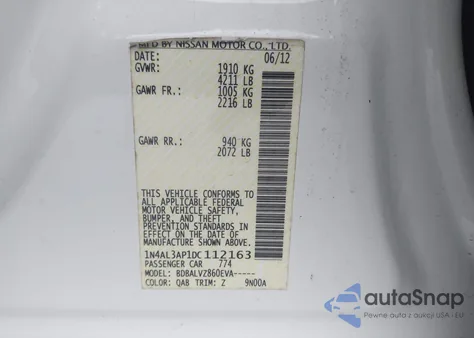 MFD BY NISSAN MOTOR CO., LTD.
DATE: 06/12
GVWR: 1910 KG
4211 LB
GAWR FR.: 1005 KG
2216 LB
GAWR RR.: 940 KG
2072 LB
THIS VEHICLE CONFORMS TO
ALL APPLICABLE FEDERAL
MOTOR VEHICLE SAFETY,
BUMPER, AND THEFT
PREVENTION STANDARDS IN
EFFECT ON THE DATE OF
MANUFACTURE SHOWN ABOVE.
1N4AL3AP1DC112163
PASSENGER CAR 774
MODEL: BDBALVZ860EVA-----
COLOR: QAB TRIM: Z 9N00A
autoSnap
Pewne auta z aukcji USA - EU